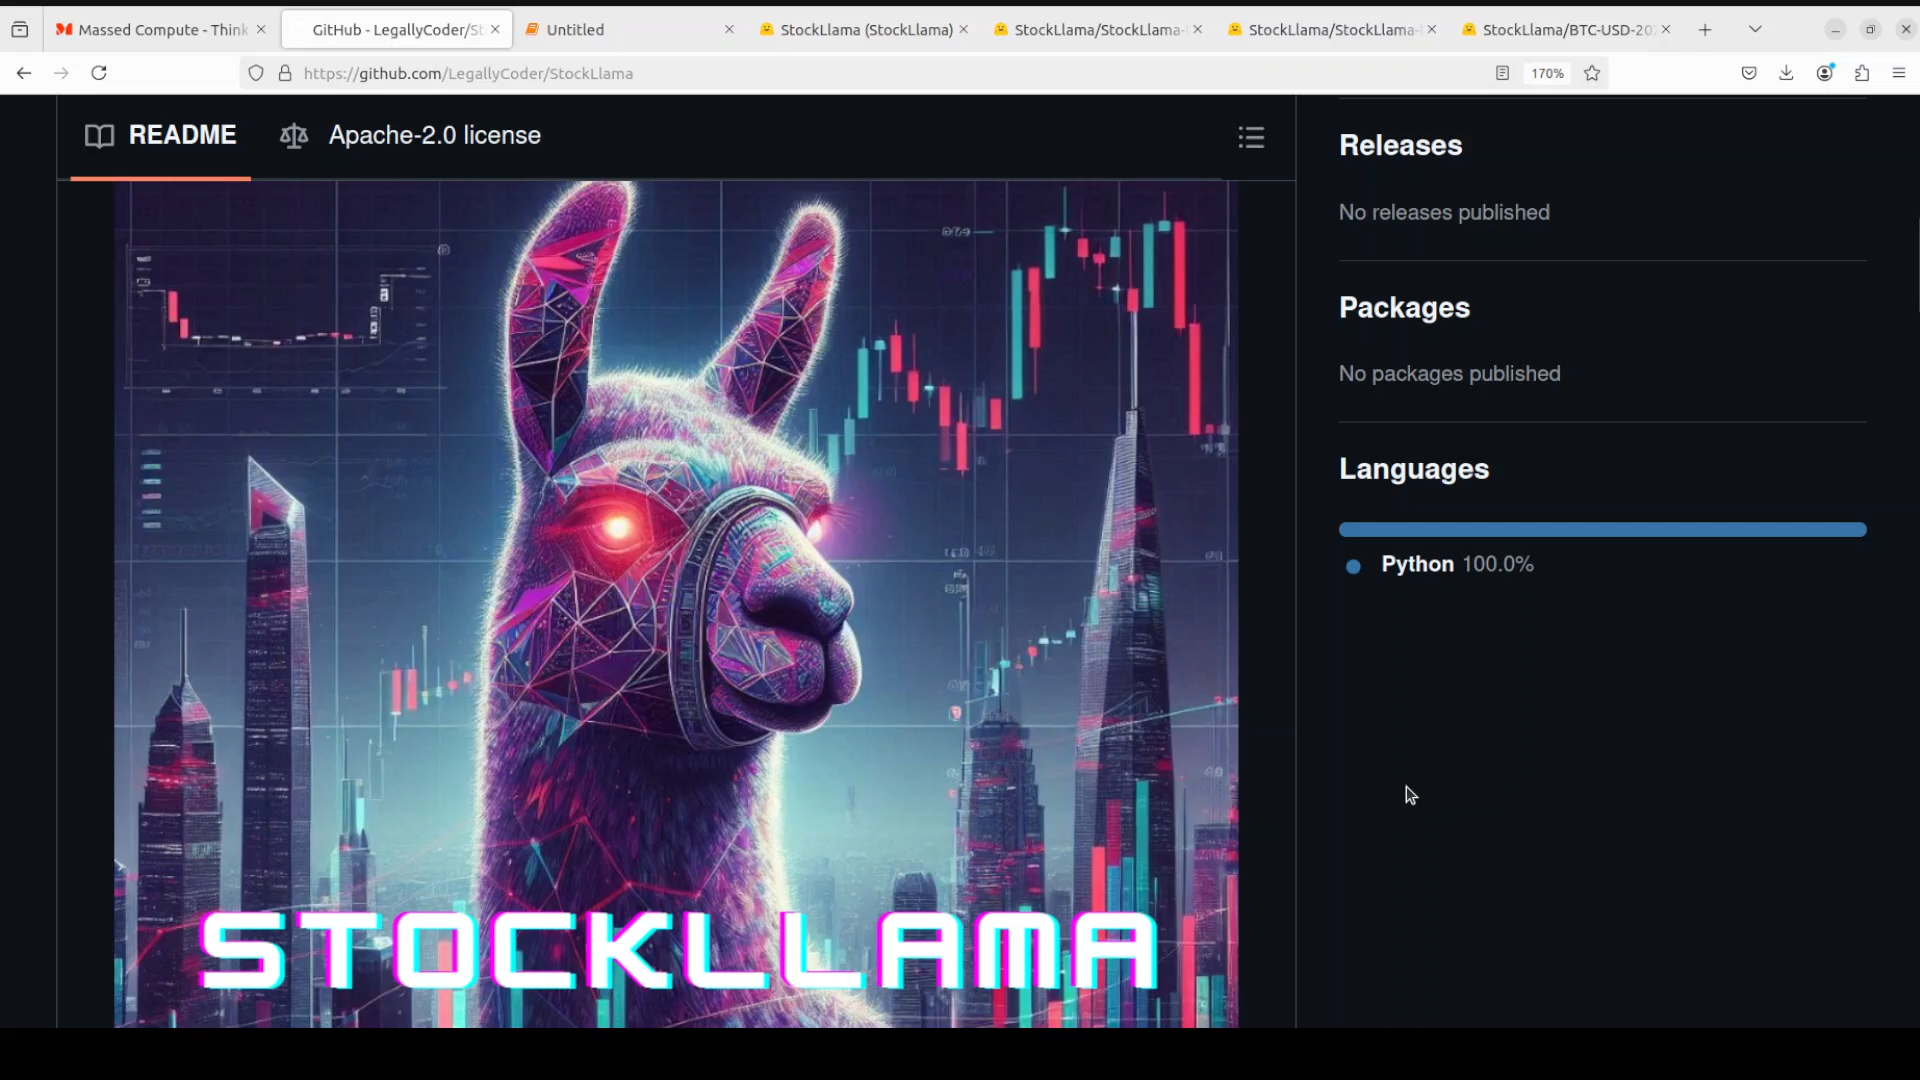 Massed Compute - Think
GitHub - LegallyCoder/St
Untitled
StockLlama (StockLlama)
StockLlama/StockLlama-
StockLlama/StockLlama-
StockLlama/BTC-USD-202
https://github.com/LegallyCoder/StockLlama
170%
README
Apache-2.0 license
Releases
No releases published
Packages
No packages published
Languages
Python 100.0%
STOCKLLAMA